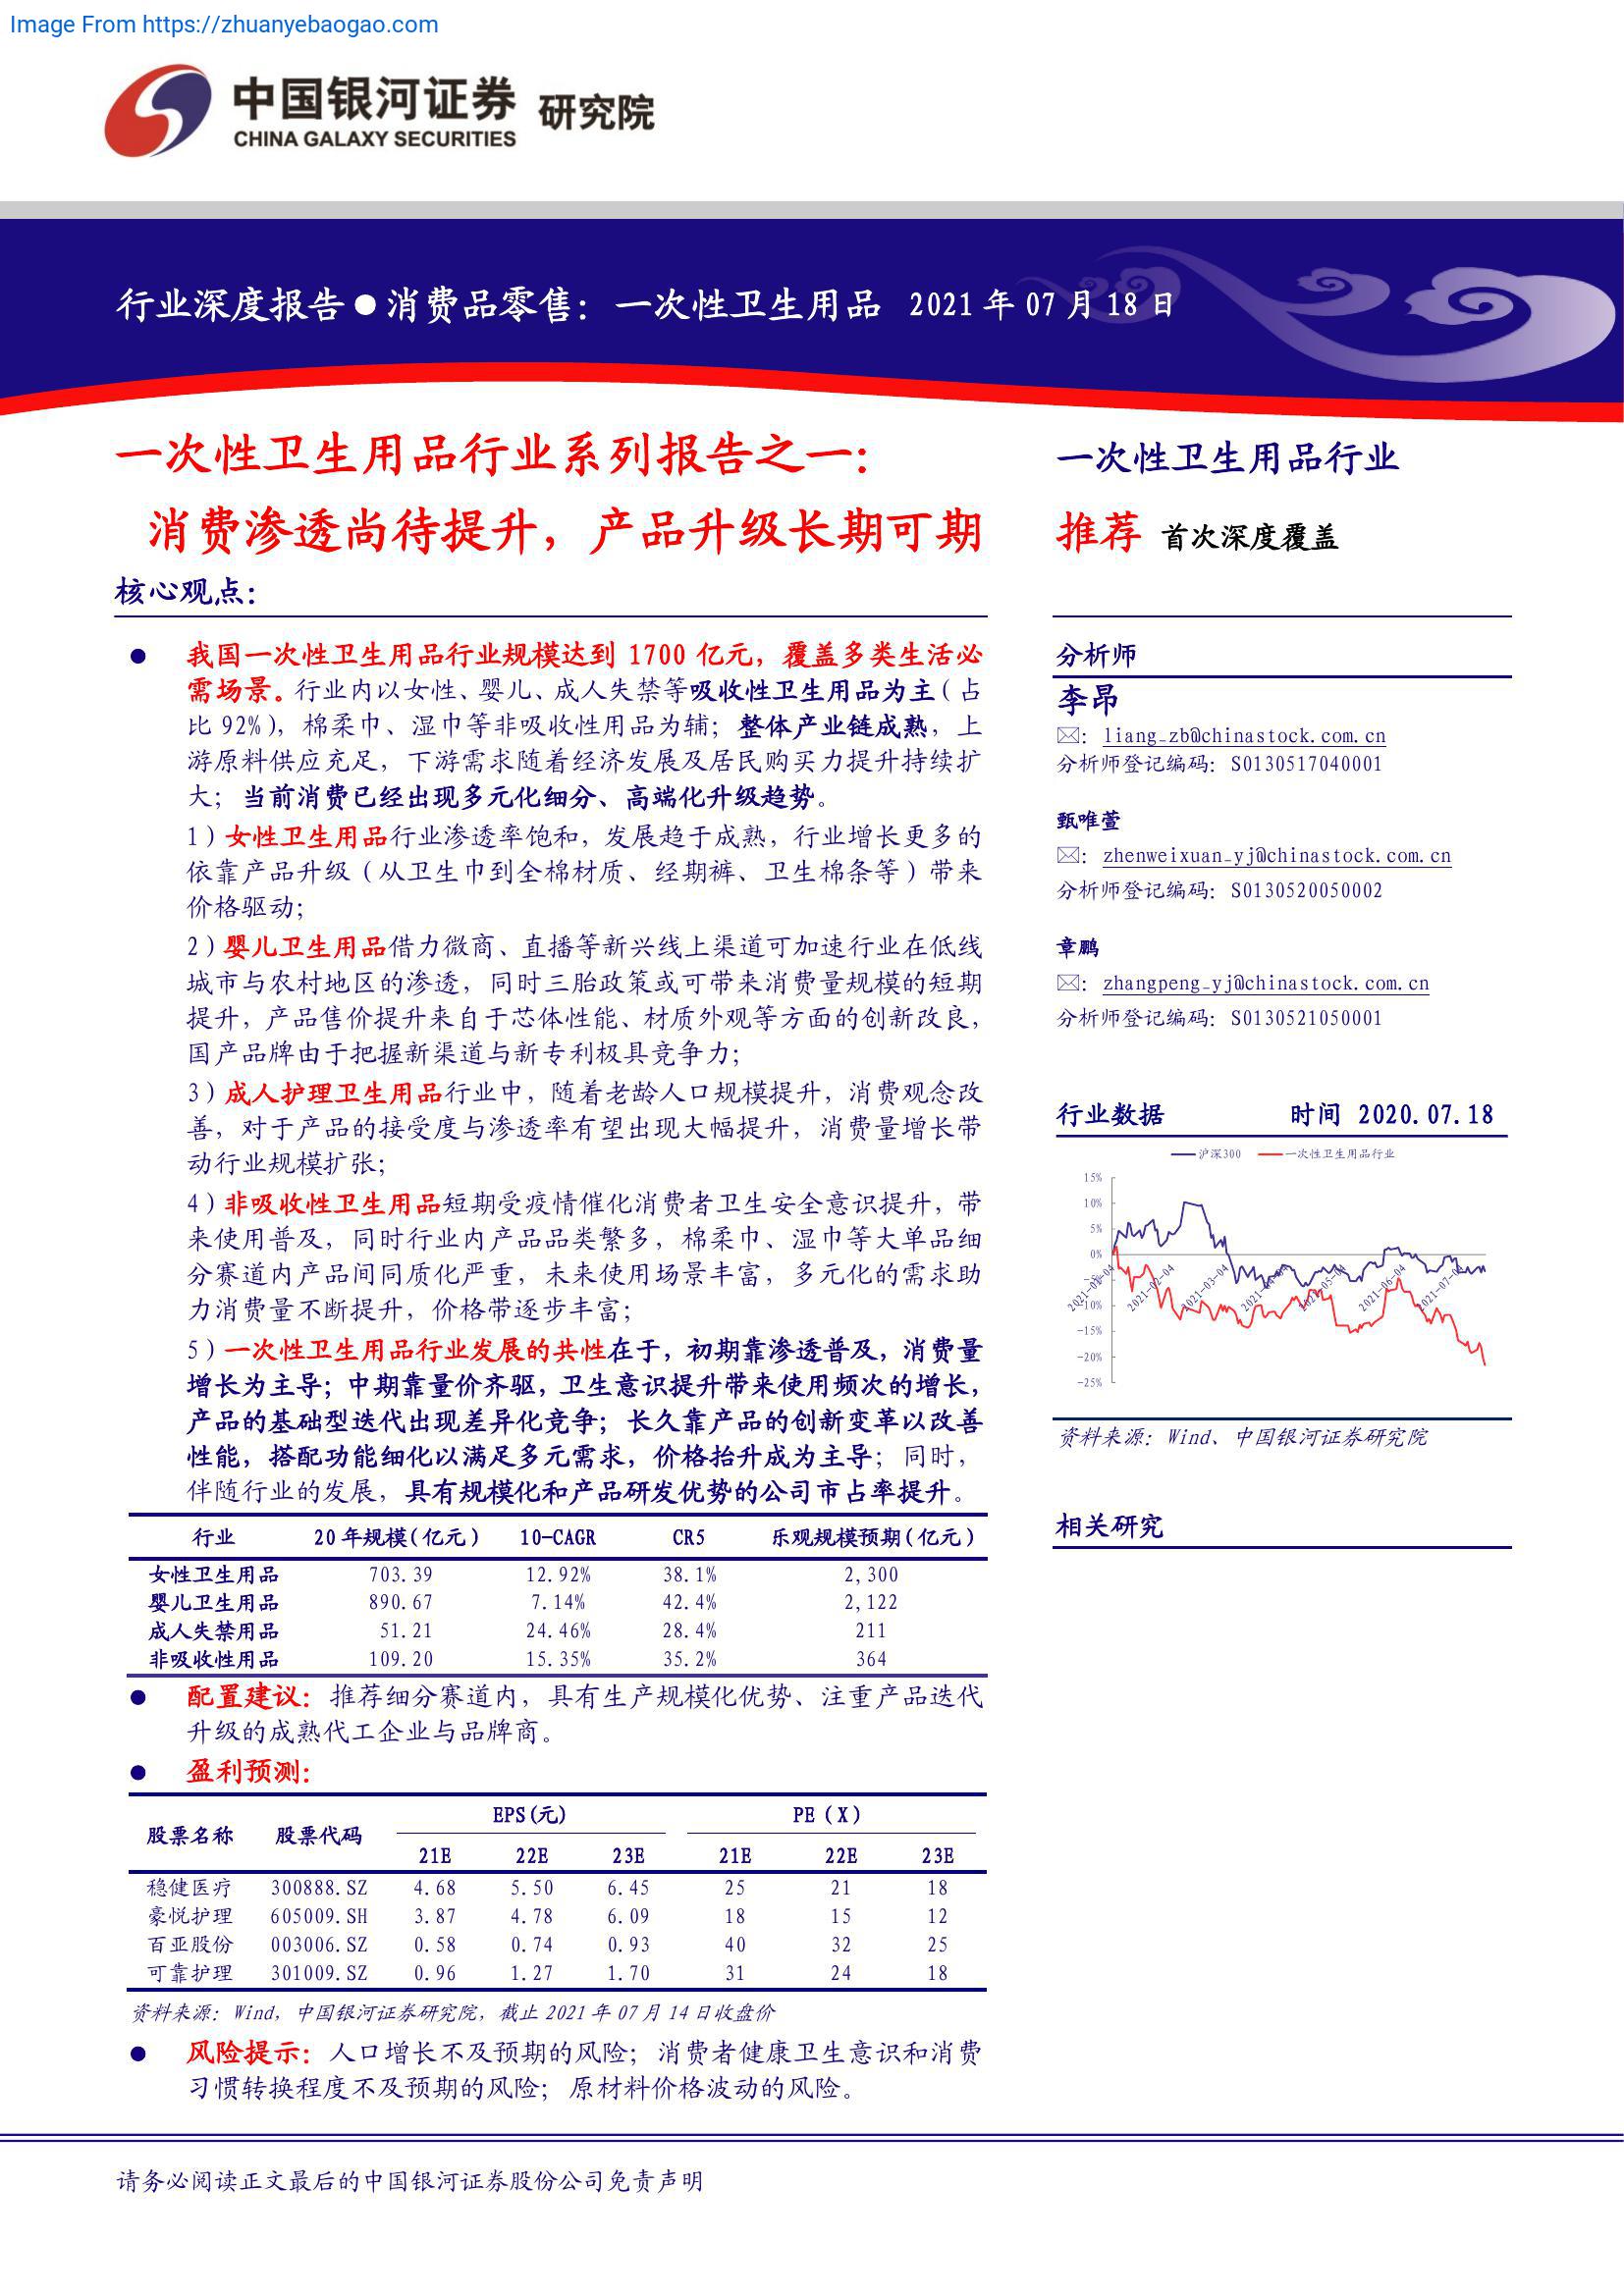 Image From https://zhuanyebaogao.com
中国银河证券 研究院
CHINA GALAXY SECURITIES
行业深度报告●消费品零售：一次性卫生用品 2021 年 07 月 18 日
一次性卫生用品行业系列报告之一：
消费渗透尚待提升，产品升级长期可期
核心观点：
● 我国一次性卫生用品行业规模达到 1700 亿元，覆盖多类生活必
需场景。行业内以女性、婴儿、成人失禁等吸收性卫生用品为主（占
比 92%），棉柔巾、湿巾等非吸收性用品为辅；整体产业链成熟，上
游原料供应充足，下游需求随着经济发展及居民购买力提升持续扩
大；当前消费已经出现多元化细分、高端化升级趋势。
1）女性卫生用品行业渗透率饱和，发展趋于成熟，行业增长更多的
依靠产品升级（从卫生巾到全棉材质、经期裤、卫生棉条等）带来
价格驱动；
2）婴儿卫生用品借力微商、直播等新兴线上渠道可加速行业在低线
城市与农村地区的渗透，同时三胎政策或可带来消费量规模的短期
提升，产品售价提升来自于芯体性能、材质外观等方面的创新改良，
国产品牌由于把握新渠道与新专利极具竞争力；
3）成人护理卫生用品行业中，随着老龄人口规模提升，消费观念改
善，对于产品的接受度与渗透率有望出现大幅提升，消费量增长带
动行业规模扩张；
4）非吸收性卫生用品短期受疫情催化消费者卫生安全意识提升，带
来使用普及，同时行业内产品品类繁多，棉柔巾、湿巾等大单品细
分赛道内产品间同质化严重，未来使用场景丰富，多元化的需求助
力消费量不断提升，价格带逐步丰富；
5）一次性卫生用品行业发展的共性在于，初期靠渗透普及，消费量
增长为主导；中期靠量价齐驱，卫生意识提升带来使用频次的增长，
产品的基础型迭代出现差异化竞争；长久靠产品的创新变革以改善
性能，搭配功能细化以满足多元需求，价格抬升成为主导；同时，
伴随行业的发展，具有规模化和产品研发优势的公司市占率提升。
行业 20 年规模(亿元) 10-CAGR CR5 乐观规模预期(亿元)
女性卫生用品 703.39 12.92% 38.1% 2,300
婴儿卫生用品 890.67 7.14% 42.4% 2,122
成人失禁用品 51.21 24.46% 28.4% 211
非吸收性用品 109.20 15.35% 35.2% 364
● 配置建议：推荐细分赛道内，具有生产规模化优势、注重产品迭代
升级的成熟代工企业与品牌商。
● 盈利预测：
股票名称 股票代码 EPS(元) PE（X）
21E 22E 23E 21E 22E 23E
稳健医疗 300888.SZ 4.68 5.50 6.45 25 21 18
豪悦护理 605009.SH 3.87 4.78 6.09 18 15 12
百亚股份 003006.SZ 0.58 0.74 0.93 40 32 25
可靠护理 301009.SZ 0.96 1.27 1.70 31 24 18
资料来源：Wind，中国银河证券研究院，截止 2021 年 07 月 14 日收盘价
● 风险提示：人口增长不及预期的风险；消费者健康卫生意识和消费
习惯转换程度不及预期的风险；原材料价格波动的风险。
一次性卫生用品行业
推荐 首次深度覆盖
分析师
李昂
✉：liang_zb@chinastock.com.cn
分析师登记编码：S0130517040001
甄唯萱
✉：zhenweixuan_yj@chinastock.com.cn
分析师登记编码：S0130520050002
章鹏
✉：zhangpeng_yj@chinastock.com.cn
分析师登记编码：S0130521050001
行业数据 时间 2020.07.18
沪深300 一次性卫生用品行业
15%
10%
5%
0%
-5%
-10%
-15%
-20%
-25%
2021-01-04 2021-02-04 2021-03-04 2021-04-04 2021-05-04 2021-06-04 2021-07-04
资料来源：Wind、中国银河证券研究院
相关研究
请务必阅读正文最后的中国银河证券股份公司免责声明